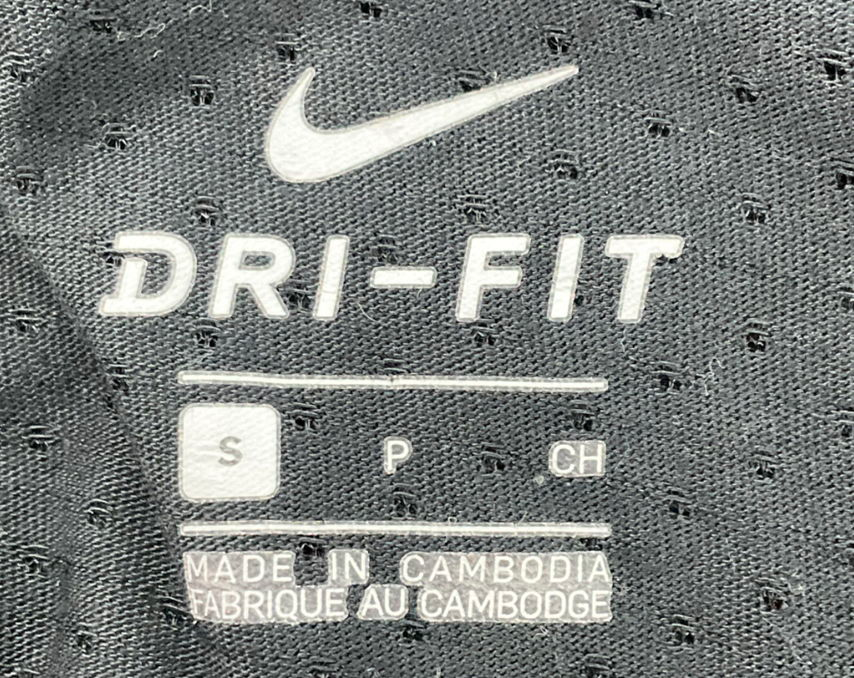 DRI-FIT
S P CH
MADE IN CAMBODIA
FABRIQUE AU CAMBODGE